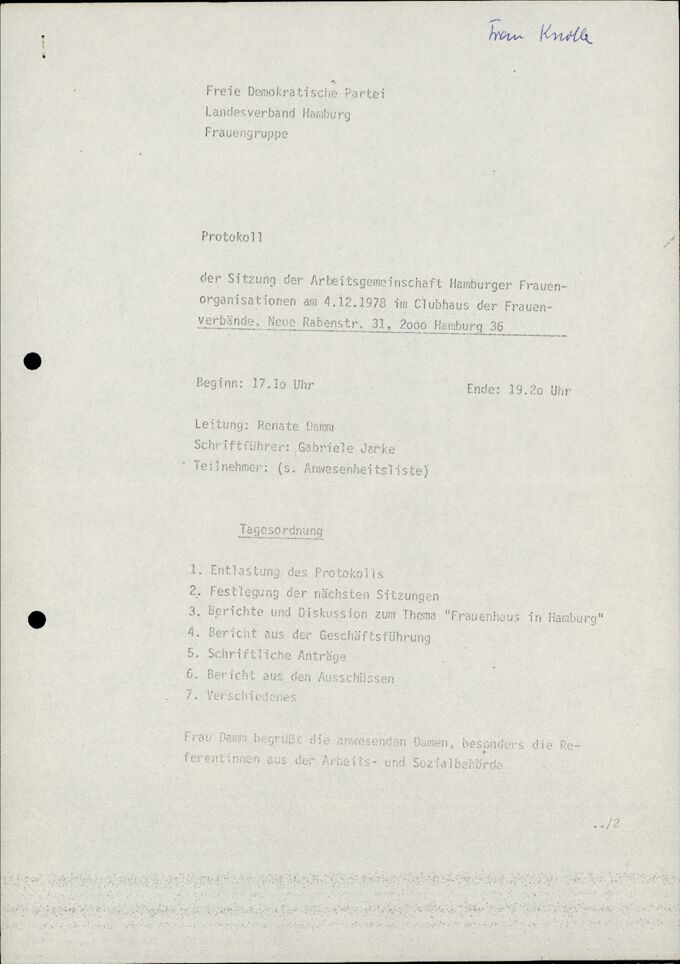 Frau Knolle
Freie Demokratische Partei
Landesverband Hamburg
Frauengruppe
Protokoll
der Sitzung der Arbeitsgemeinschaft Hamburger Frauen-
organisationen am 4.12.1978 im Clubhaus der Frauen-
verbände, Neue Rabenstr. 31, 2ooo Hamburg 36
Beginn: 17.1o Uhr Ende: 19.2o Uhr
Leitung: Renate Damm
Schriftführer: Gabriele Jarke
Teilnehmer: (s. Anwesenheitsliste)
Tagesordnung
1. Entlastung des Protokolls
2. Festlegung der nächsten Sitzungen
3. Berichte und Diskussion zum Thema "Frauenhaus in Hamburg"
4. Bericht aus der Geschäftsführung
5. Schriftliche Anträge
6. Bericht aus den Ausschüssen
7. Verschiedenes
Frau Damm begrüßt die anwesenden Damen, besonders die Re-
ferentinnen aus der Arbeits- und Sozialbehörde
../2